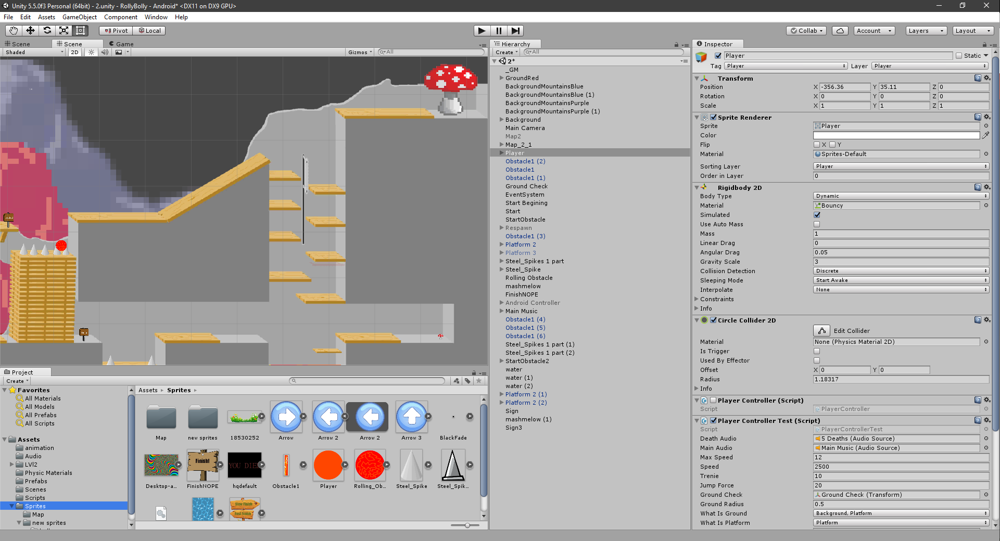 Unity 5.5.0f3 Personal (64bit) - 2.unity - RollyBolly - Android* <DX11 on DX9 GPU>
File Edit Assets GameObject Component Window Help
Pivot Local Collab Account Layers Layout
Scene Scene Game
Shaded 2D Gizmos All
Hierarchy
Create All
2*
_GM
GroundRed
BackgroundMountainsBlue
BackgroundMountainsBlue (1)
BackgroundMountainsPurple
BackgroundMountainsPurple (1)
Background
Main Camera
Map2
Map_2_1
Player
Obstacle1 (2)
Obstacle1
Obstacle1 (1)
Ground Check
EventSystem
Start Begining
Start
StartObstacle
Respawn
Obstacle1 (3)
Platform 2
Platform 3
Steel_Spikes 1 part
Steel_Spike
Rolling Obstacle
mashmelow
FinishNOPE
Android Controller
Main Music
Obstacle1 (4)
Obstacle1 (5)
Obstacle1 (6)
Steel_Spikes 1 part (1)
Steel_Spikes 1 part (2)
StartObstacle2
water
water (1)
water (2)
Platform 2 (1)
Platform 2 (2)
Sign
mashmelow (1)
Sign3
Inspector
Player Static
Tag Player Layer Player
Transform
Position X -356.36 Y 35.11 Z 0
Rotation X 0 Y 0 Z 0
Scale X 1 Y 1 Z 1
Sprite Renderer
Sprite Player
Color
Flip X Y
Material Sprites-Default
Sorting Layer Player
Order in Layer 0
Rigidbody 2D
Body Type Dynamic
Material Bouncy
Simulated
Use Auto Mass
Mass 1
Linear Drag 0
Angular Drag 0.05
Gravity Scale 3
Collision Detection Discrete
Sleeping Mode Start Awake
Interpolate None
Constraints
Info
Circle Collider 2D
Edit Collider
Material None (Physics Material 2D)
Is Trigger
Used By Effector
Offset X 0 Y 0
Radius 1.18317
Info
Player Controller (Script)
Script PlayerController
Player Controller Test (Script)
Script PlayerControllerTest
Death Audio 5 Deaths (Audio Source)
Main Audio Main Music (Audio Source)
Max Speed 12
Speed 2500
Trenie 10
Jump Force 20
Ground Check Ground Check (Transform)
Ground Radius 0.5
What Is Ground Background, Platform
What Is Platform Platform
Project
Create
Favorites
All Materials
All Models
All Prefabs
All Scripts
Assets
animation
Audio
LVl2
Physic Materials
Prefabs
Scenes
Scripts
Sprites
Map
new sprites
Assets Sprites
Map new sprites 18530252 Arrow Arrow 2 Arrow 2 Arrow 3 BlackFade
Finish! YOU DIED
Desktop-a... FinishNOPE hqdefault Obstacle1 Player Rolling_Ob... Steel_Spike Steel_Spik...
Slow Finish
Fast Finish